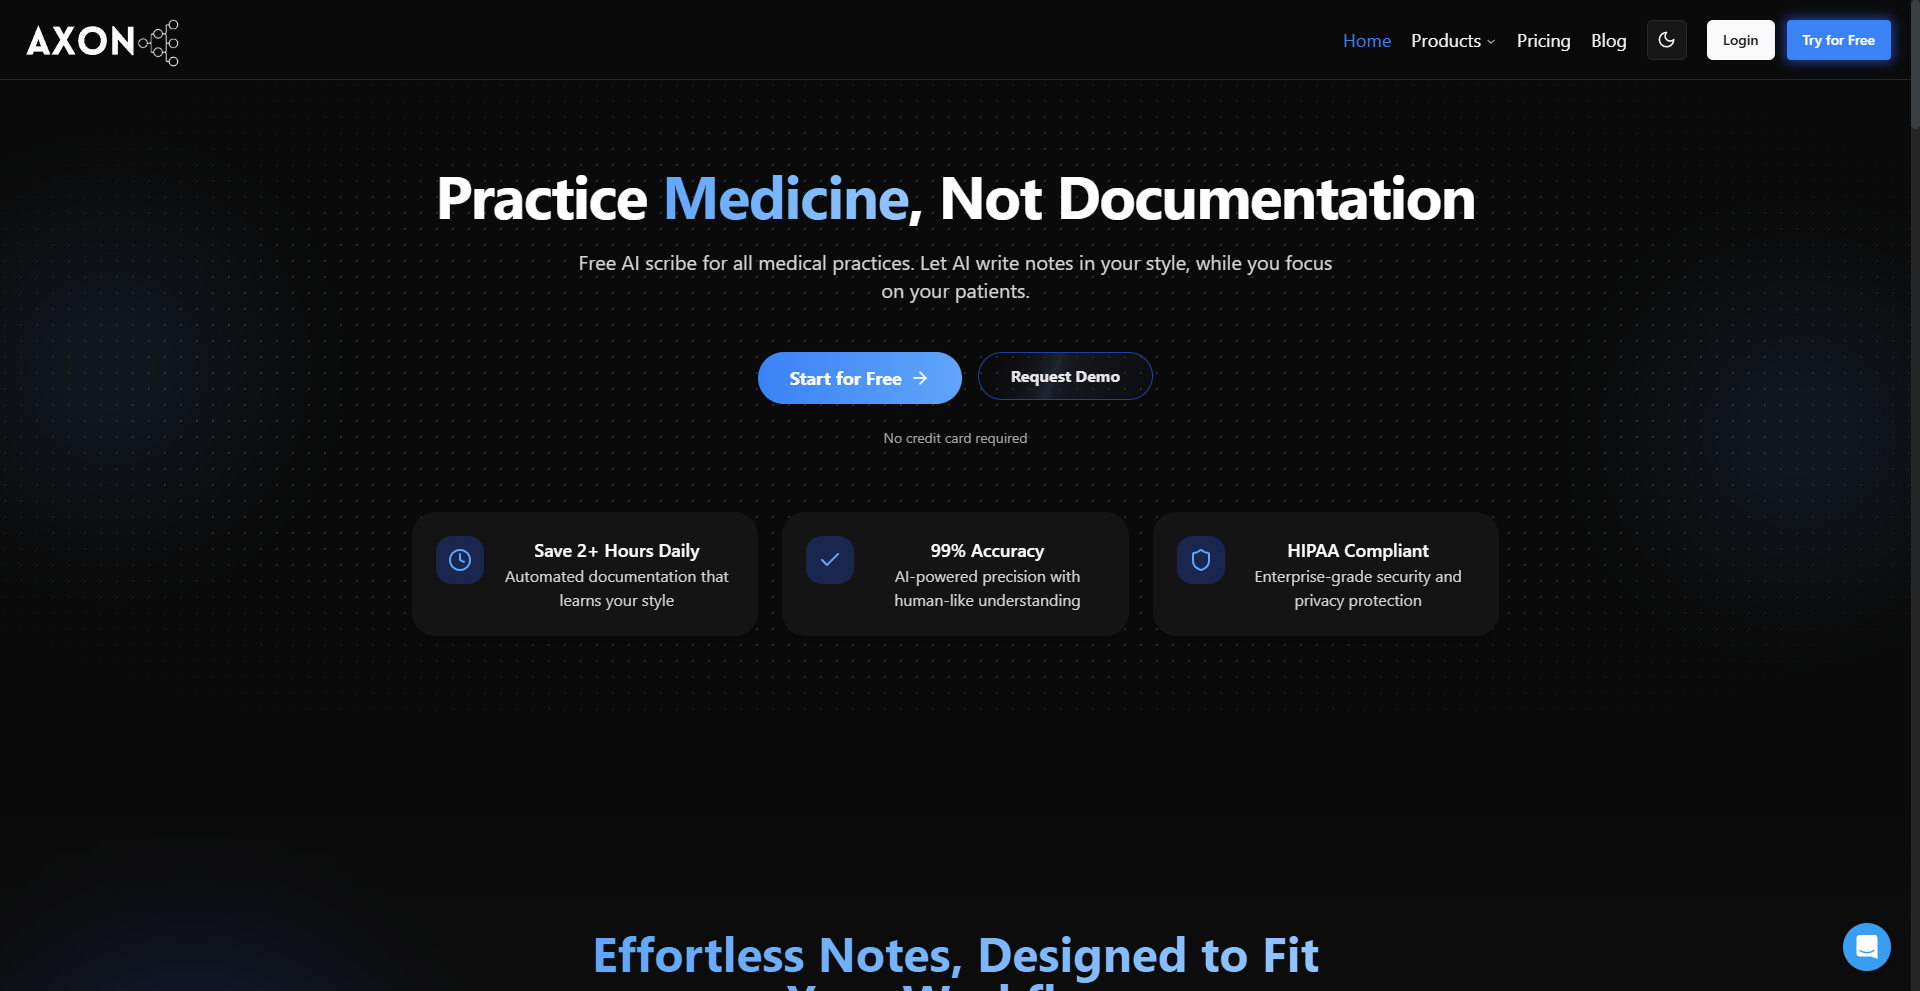 AXON
Home
Products
Pricing
Blog
Login
Try for Free
Practice Medicine, Not Documentation
Free AI scribe for all medical practices. Let AI write notes in your style, while you focus
on your patients.
Start for Free
Request Demo
No credit card required
Save 2+ Hours Daily
Automated documentation that
learns your style
99% Accuracy
AI-powered precision with
human-like understanding
HIPAA Compliant
Enterprise-grade security and
privacy protection
Effortless Notes, Designed to Fit